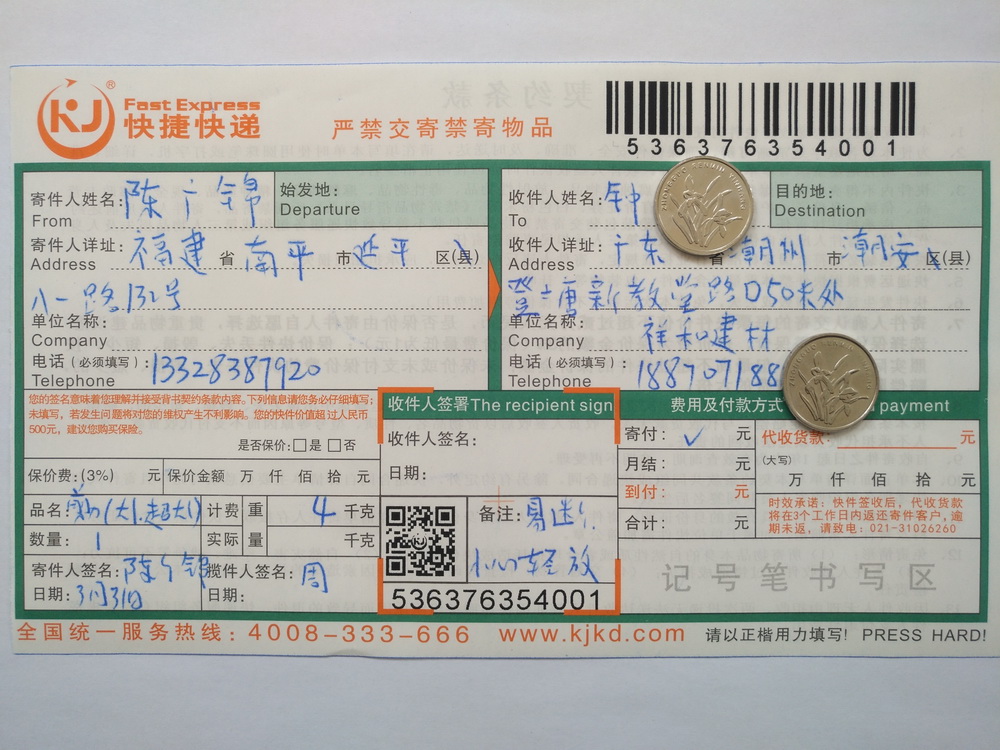 KJ ® Fast Express
快捷快递
严禁交寄禁寄物品
536376354001
寄件人姓名: 陈广锦
From
始发地:
Departure
寄件人详址: 福建 省 南平 市 延平 区(县)
Address
八一路132号
单位名称:
Company
电话 (必须填写): 13328387920
Telephone
收件人姓名: 钟
To
目的地:
Destination
收件人详址: 广东 省 潮州 市 潮安 区(县)
Address
登塘新教堂路口50米处
单位名称: 祥和建材
Company
电话 (必须填写): 188707188
Telephone
您的签名意味着您理解并接受背书契约的条款内容。下列信息请您务必仔细填写;
未填写,若发生问题将对您的维权产生不利影响。您的快件价值超过人民币
500元,建议您购买保险。
是否保价: □是 □否
保价费:(3%) 元 保价金额 万 仟 佰 拾 元
品名: 计费 重 4 千克
数量: 1 实际 量 千克
寄件人签名: 陈广锦 揽件人签名: 周
日期: 3月31日 日期:
收件人签署The recipient sign
收件人签名:
日期:
备注: 易迸、
小心轻放
536376354001
费用及付款方式 payment
寄付: ✓ 元
月结: 元
到付: 元
合计: 元
代收货款: 元
(大写)
万 仟 佰 拾 元
时效承诺: 快件签收后,代收货款
将在3个工作日内返还寄件客户,逾
期未返,请致电:021-31026260
记号笔书写区
全国统一服务热线: 4008-333-666 www.kjkd.com 请以正楷用力填写! PRESS HARD!